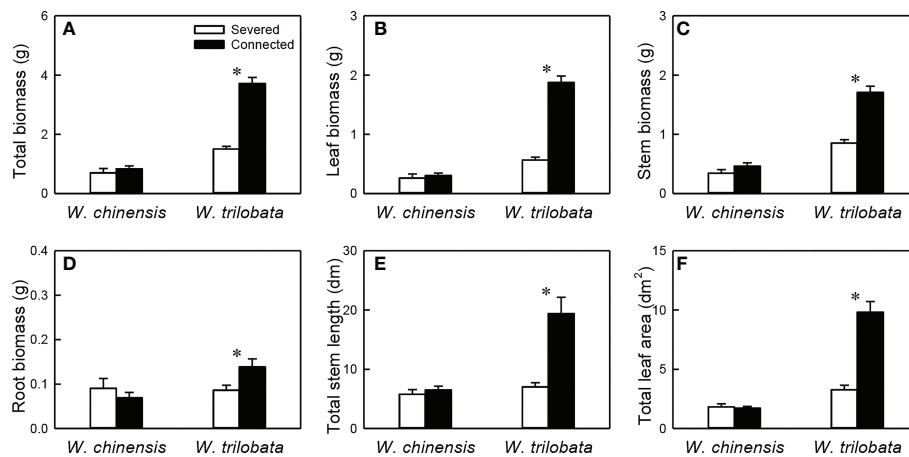 A
Severed
Connected
Total biomass (g)
6
4
2
0
*
W. chinensis
W. trilobata
B
Leaf biomass (g)
3
2
1
0
*
W. chinensis
W. trilobata
C
Stem biomass (g)
3
2
1
0
*
W. chinensis
W. trilobata
D
Root biomass (g)
0.4
0.3
0.2
0.1
0.0
*
W. chinensis
W. trilobata
E
Total stem length (dm)
30
20
10
0
*
W. chinensis
W. trilobata
F
Total leaf area (dm²)
15
10
5
0
*
W. chinensis
W. trilobata